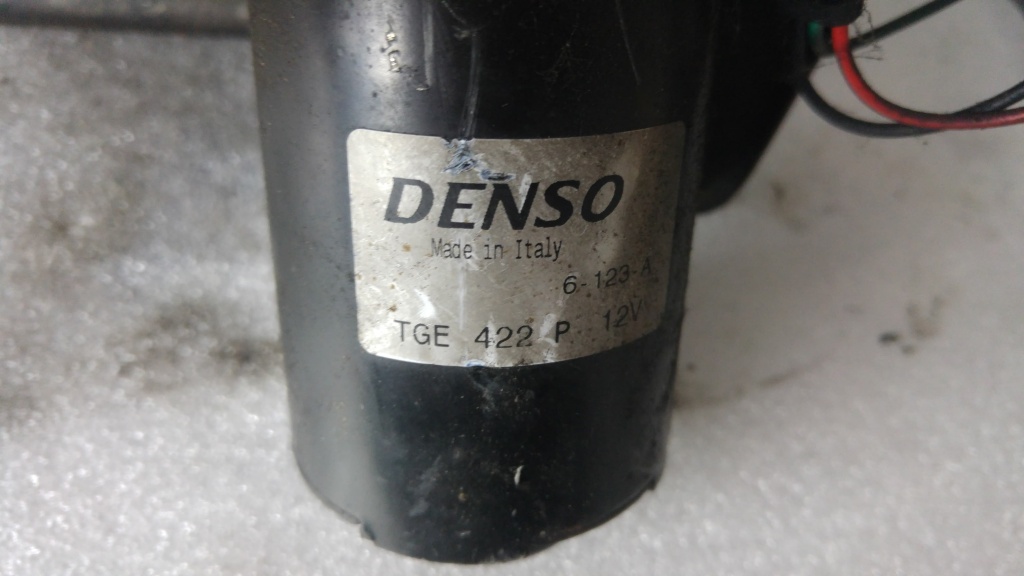 DENSO
Made in Italy
6-123-A
TGE 422 P 12V